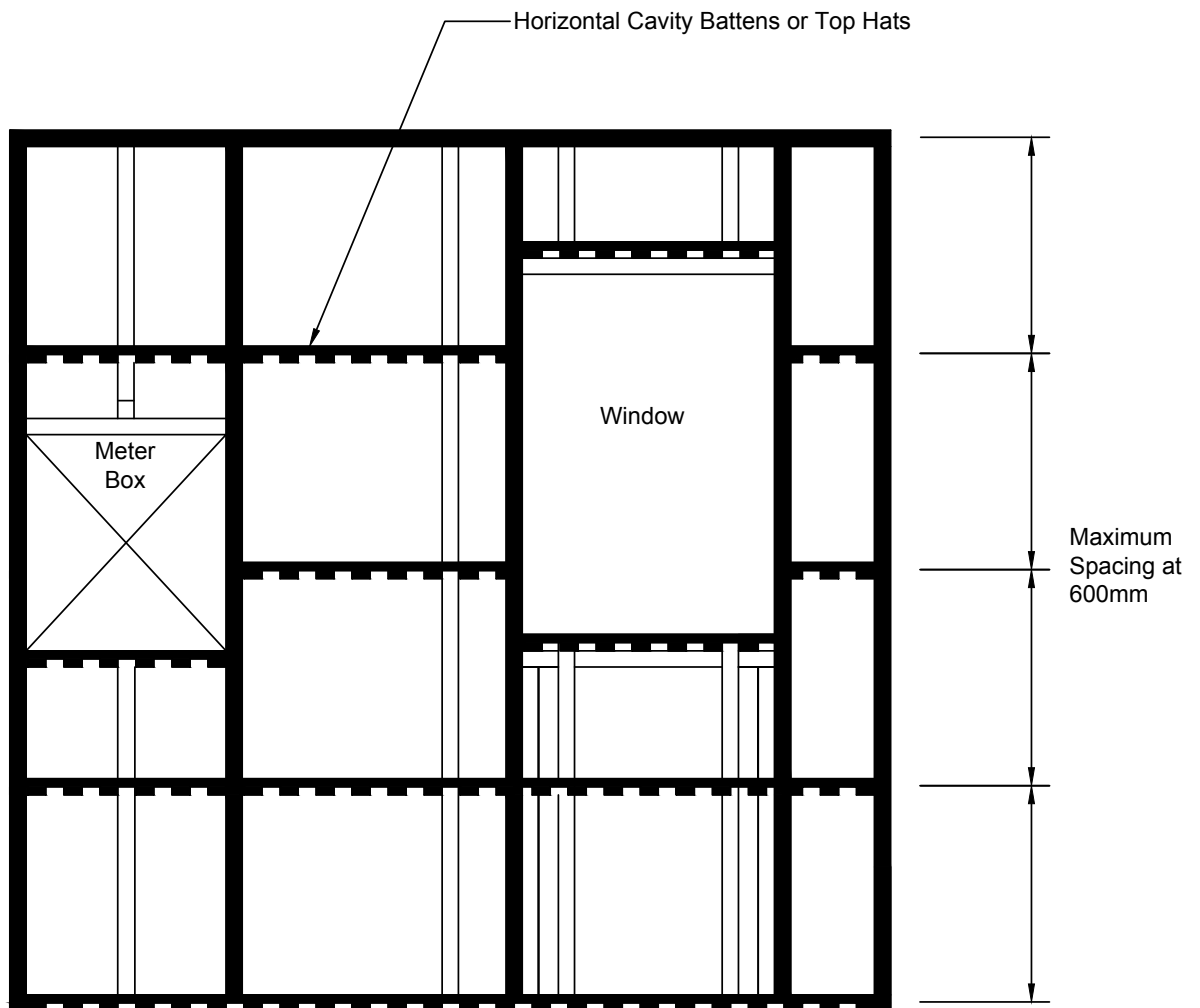 Horizontal Cavity Battens or Top Hats
Window
Meter
Box
Maximum
Spacing at
600mm